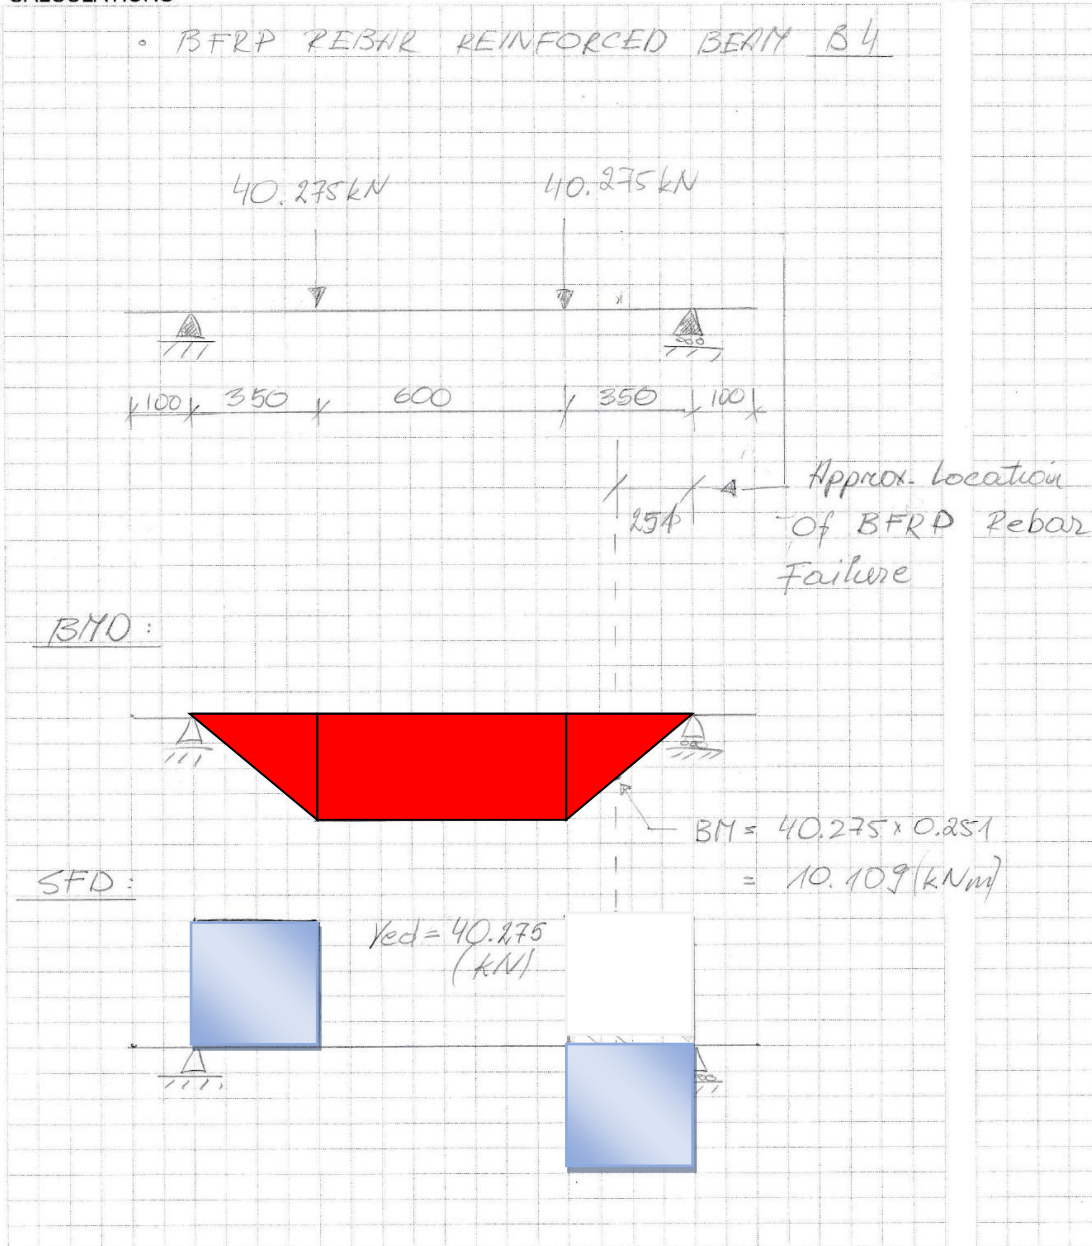 • BFRP REBAR REINFORCED BEAM B4
40.275kN 40.275kN
100 350 600 350 100
251
Approx. Location
Of BFRP Rebar
Failure
BMD:
BM = 40.275 x 0.251
= 10.109 (kNm)
SFD:
Ved = 40.275
(kN)